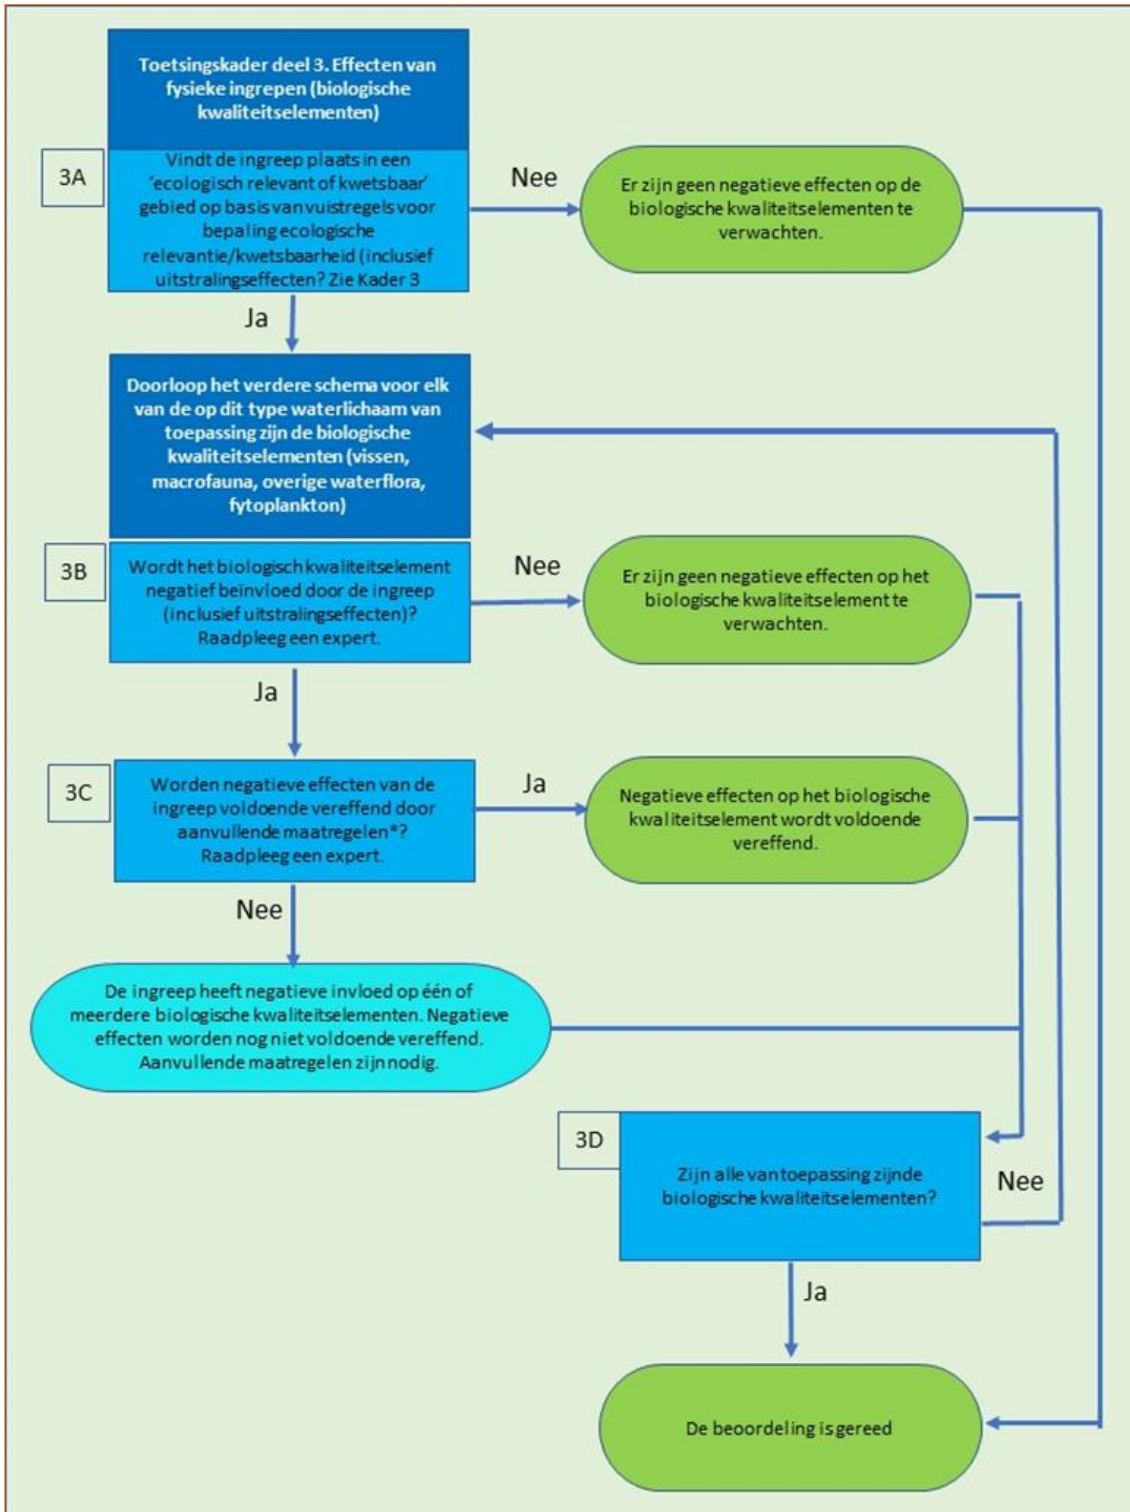 Toetsingskader deel 3. Effecten van
fysieke ingrepen (biologische
kwaliteitselementen)
3A
Vindt de ingreep plaats in een
‘ecologisch relevant of kwetsbaar’
gebied op basis van vuistregels voor
bepaling ecologische
relevantie/kwetsbaarheid (inclusief
uitstralingseffecten? Zie Kader 3
Nee
Er zijn geen negatieve effecten op de
biologische kwaliteitselementen te
verwachten.
Ja
Doorloop het verdere schema voor elk
van de op dit type waterlichaam van
toepassing zijn de biologische
kwaliteitselementen (vissen,
macrofauna, overige waterflora,
fytoplankton)
3B
Wordt het biologisch kwaliteitselement
negatief beïnvloed door de ingreep
(inclusief uitstralingseffecten)?
Raadpleeg een expert.
Nee
Er zijn geen negatieve effecten op het
biologische kwaliteitselement te
verwachten.
Ja
3C
Worden negatieve effecten van de
ingreep voldoende vereffend door
aanvullende maatregelen*?
Raadpleeg een expert.
Ja
Negatieve effecten op het biologische
kwaliteitselement wordt voldoende
vereffend.
Nee
De ingreep heeft negatieve invloed op één of
meerdere biologische kwaliteitselementen. Negatieve
effecten worden nog niet voldoende vereffend.
Aanvullende maatregelen zijn nodig.
3D
Zijn alle van toepassing zijnde
biologische kwaliteitselementen?
Nee
Ja
De beoordeling is gereed